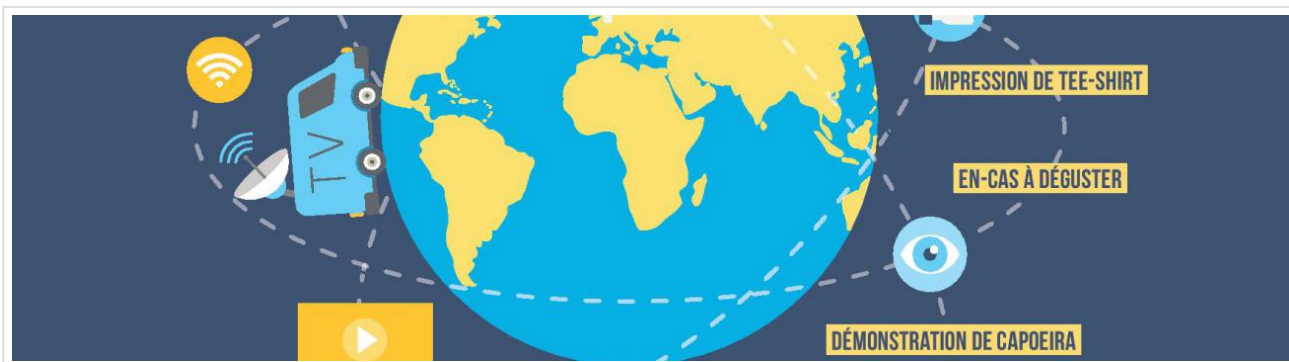 IMPRESSION DE TEE-SHIRT
TV
EN-CAS À DÉGUSTER
DÉMONSTRATION DE CAPOEIRA